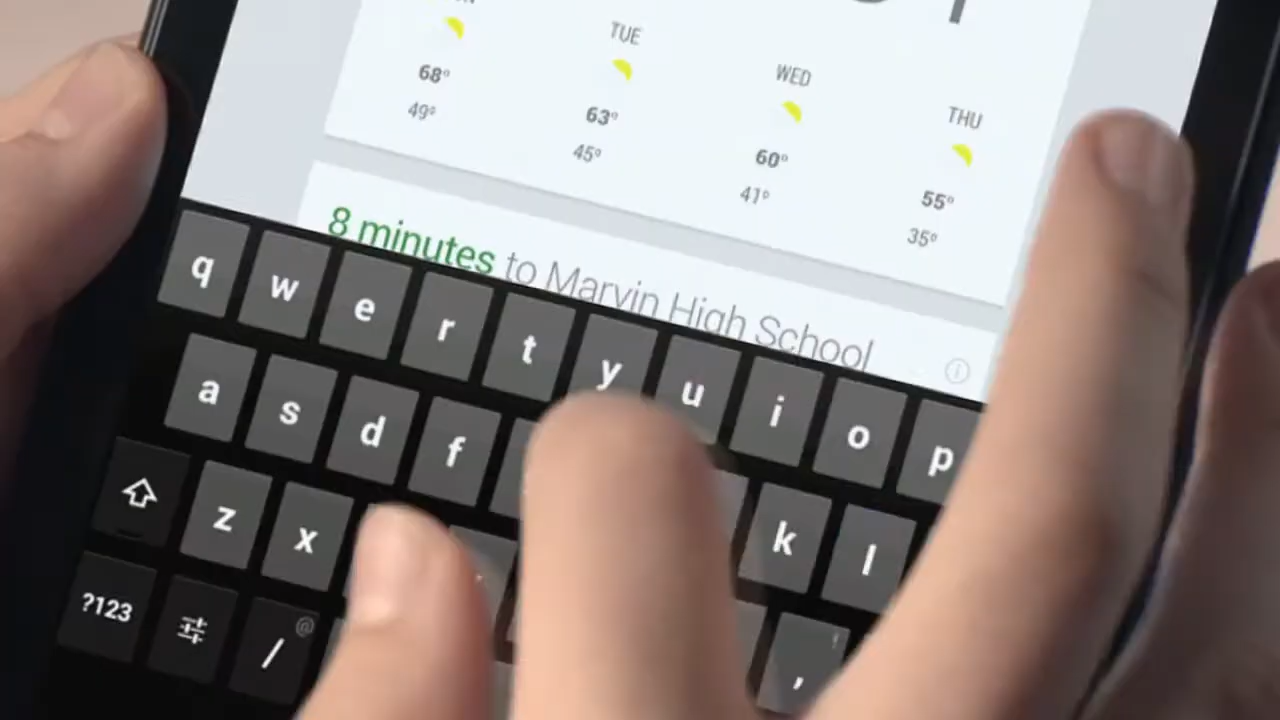 TUE
WED
THU
68° 63° 60° 55°
49° 45° 41° 35°
8 minutes to Marvin High School
q w e r t y u i o p
a s d f k l
z x
?123 / @ ! ,